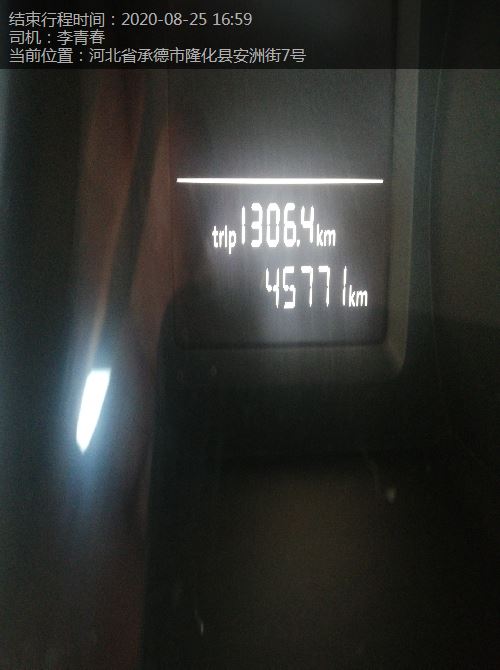 结束行程时间：2020-08-25 16:59
司机：李青春
当前位置：河北省承德市隆化县安洲街7号
trip 1306.4 km
45771 km